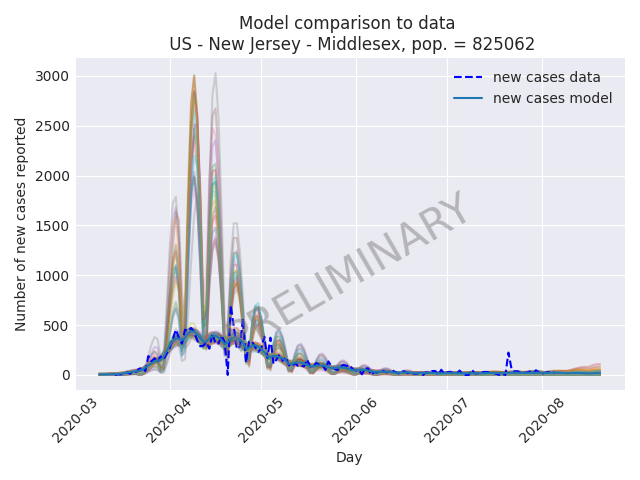 Model comparison to data
US - New Jersey - Middlesex, pop. = 825062
Number of new cases reported
3000
2500
2000
1500
1000
500
0
new cases data
new cases model
PRELIMINARY
2020-03
2020-04
2020-05
2020-06
2020-07
2020-08
Day